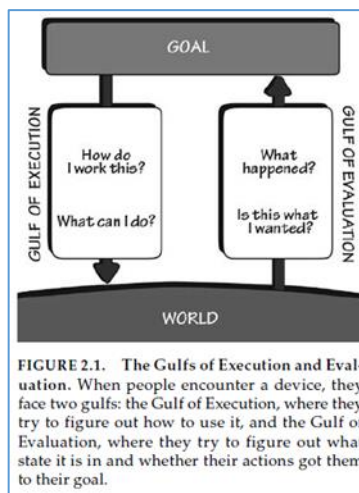 GOAL
GULF OF EXECUTION
How do
I work this?
What can I do?
What
happened?
Is this what
I wanted?
GULF OF EVALUATION
WORLD
FIGURE 2.1. The Gulfs of Execution and Eval-
uation. When people encounter a device, they
face two gulfs: the Gulf of Execution, where they
try to figure out how to use it, and the Gulf of
Evaluation, where they try to figure out what
state it is in and whether their actions got them
to their goal.